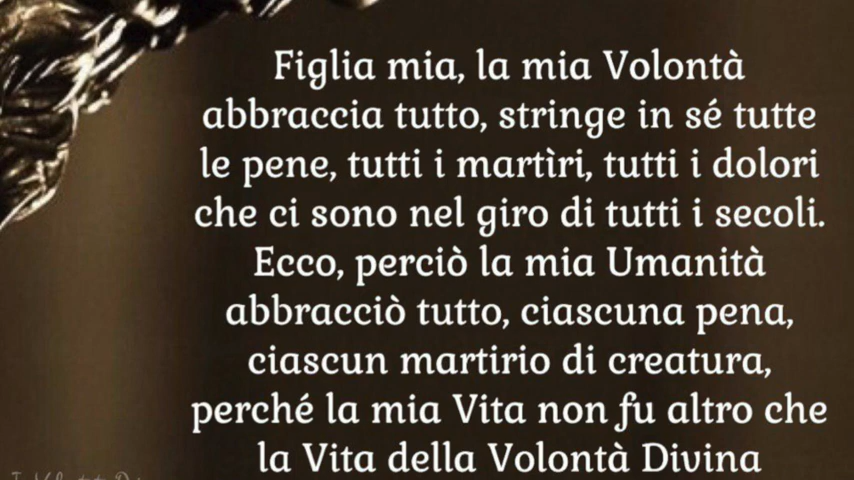 Figlia mia, la mia Volontà
abbraccia tutto, stringe in sé tutte
le pene, tutti i martìri, tutti i dolori
che ci sono nel giro di tutti i secoli.
Ecco, perciò la mia Umanità
abbracciò tutto, ciascuna pena,
ciascun martirio di creatura,
perché la mia Vita non fu altro che
la Vita della Volontà Divina